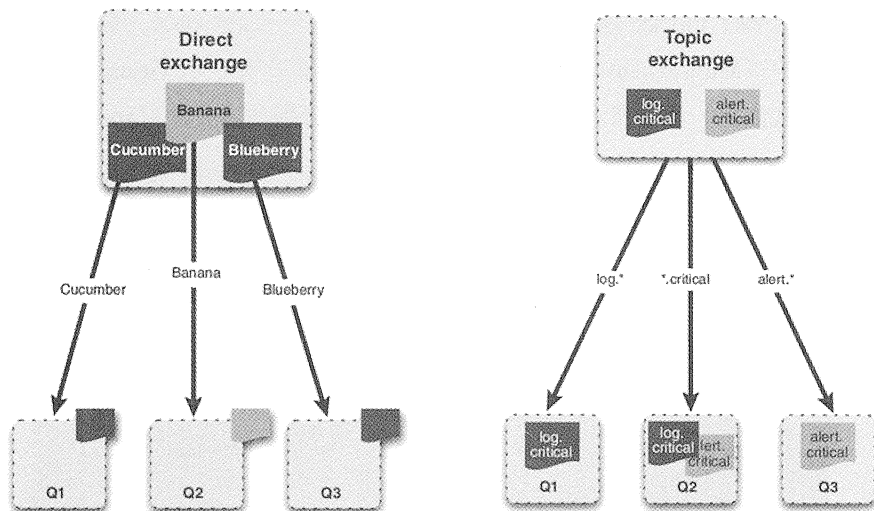 Direct
exchange
Banana
Cucumber
Blueberry
Cucumber
Banana
Blueberry
Q1
Q2
Q3
Topic
exchange
log.
critical
alert.
critical
log.*
*.critical
alert.*
log.
critical
Q1
log.
critical
lert.
critical
Q2
alert.
critical
Q3